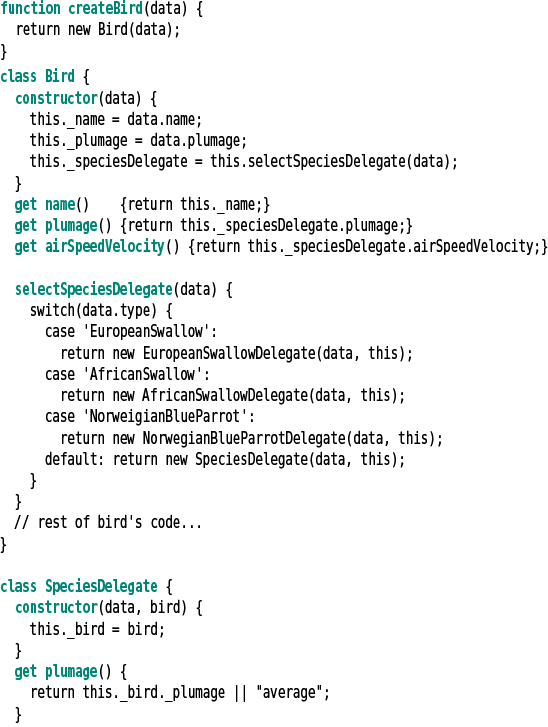 function createBird(data) {
  return new Bird(data);
}
class Bird {
  constructor(data) {
    this._name = data.name;
    this._plumage = data.plumage;
    this._speciesDelegate = this.selectSpeciesDelegate(data);
  }
  get name()    {return this._name;}
  get plumage() {return this._speciesDelegate.plumage;}
  get airSpeedVelocity() {return this._speciesDelegate.airSpeedVelocity;}

  selectSpeciesDelegate(data) {
    switch(data.type) {
      case 'EuropeanSwallow':
        return new EuropeanSwallowDelegate(data, this);
      case 'AfricanSwallow':
        return new AfricanSwallowDelegate(data, this);
      case 'NorweigianBlueParrot':
        return new NorwegianBlueParrotDelegate(data, this);
      default: return new SpeciesDelegate(data, this);
    }
  }
  // rest of bird's code...
}

class SpeciesDelegate {
  constructor(data, bird) {
    this._bird = bird;
  }
  get plumage() {
    return this._bird._plumage || "average";
  }